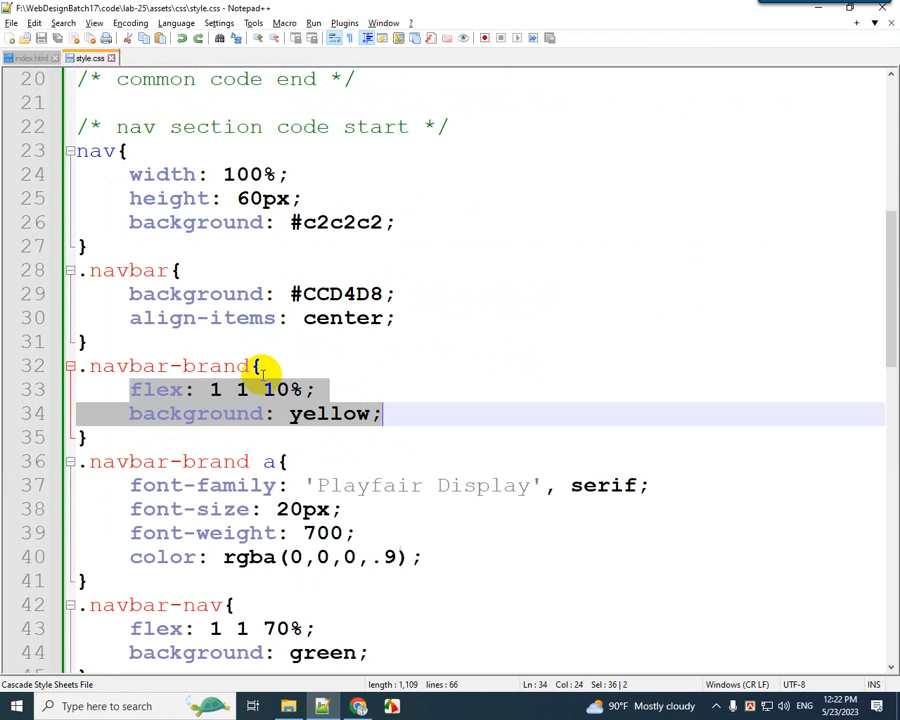 F:\WebDesignBatch17\code\lab-25\assets\css\style.css - Notepad++
File Edit Search View Encoding Language Settings Tools Macro Run Plugins Window ?
index.html style.css
20 /* common code end */
21
22 /* nav section code start */
23 nav{
24 width: 100%;
25 height: 60px;
26 background: #c2c2c2;
27 }
28 .navbar{
29 background: #CCD4D8;
30 align-items: center;
31 }
32 .navbar-brand{
33 flex: 1 1 10%;
34 background: yellow;
35 }
36 .navbar-brand a{
37 font-family: 'Playfair Display', serif;
38 font-size: 20px;
39 font-weight: 700;
40 color: rgba(0,0,0,.9);
41 }
42 .navbar-nav{
43 flex: 1 1 70%;
44 background: green;
Cascade Style Sheets File length : 1,109 lines : 66 Ln : 34 Col : 24 Sel : 36 | 2 Windows (CR LF) UTF-8 INS
Type here to search 90°F Mostly cloudy 12:22 PM
5/23/2023